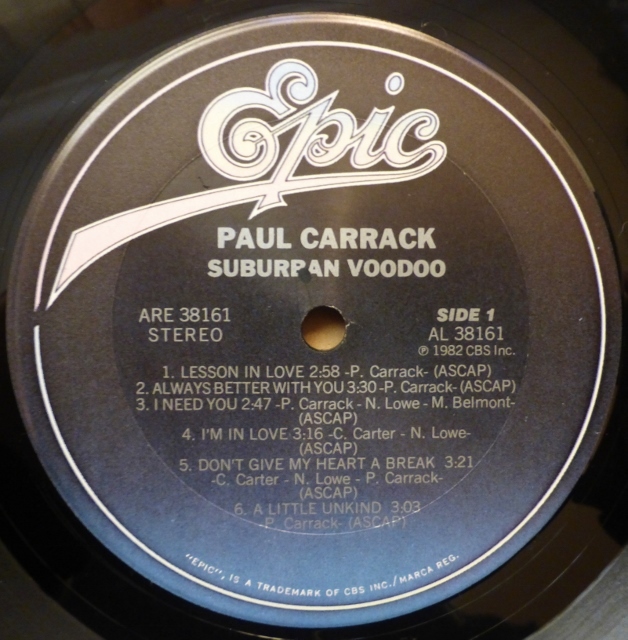 Epic
PAUL CARRACK
SUBURPAN VOODOO
ARE 38161
STEREO
SIDE 1
AL 38161
℗ 1982 CBS Inc.
1. LESSON IN LOVE 2:58 -P. Carrack- (ASCAP)
2. ALWAYS BETTER WITH YOU 3:30 -P. Carrack- (ASCAP)
3. I NEED YOU 2:47 -P. Carrack - N. Lowe - M. Belmont-
(ASCAP)
4. I'M IN LOVE 3:16 -C. Carter - N. Lowe-
(ASCAP)
5. DON'T GIVE MY HEART A BREAK 3:21
-C. Carter - N. Lowe - P. Carrack-
(ASCAP)
6. A LITTLE UNKIND 3:03
-P. Carrack- (ASCAP)
"EPIC", IS A TRADEMARK OF CBS INC./MARCA REG.